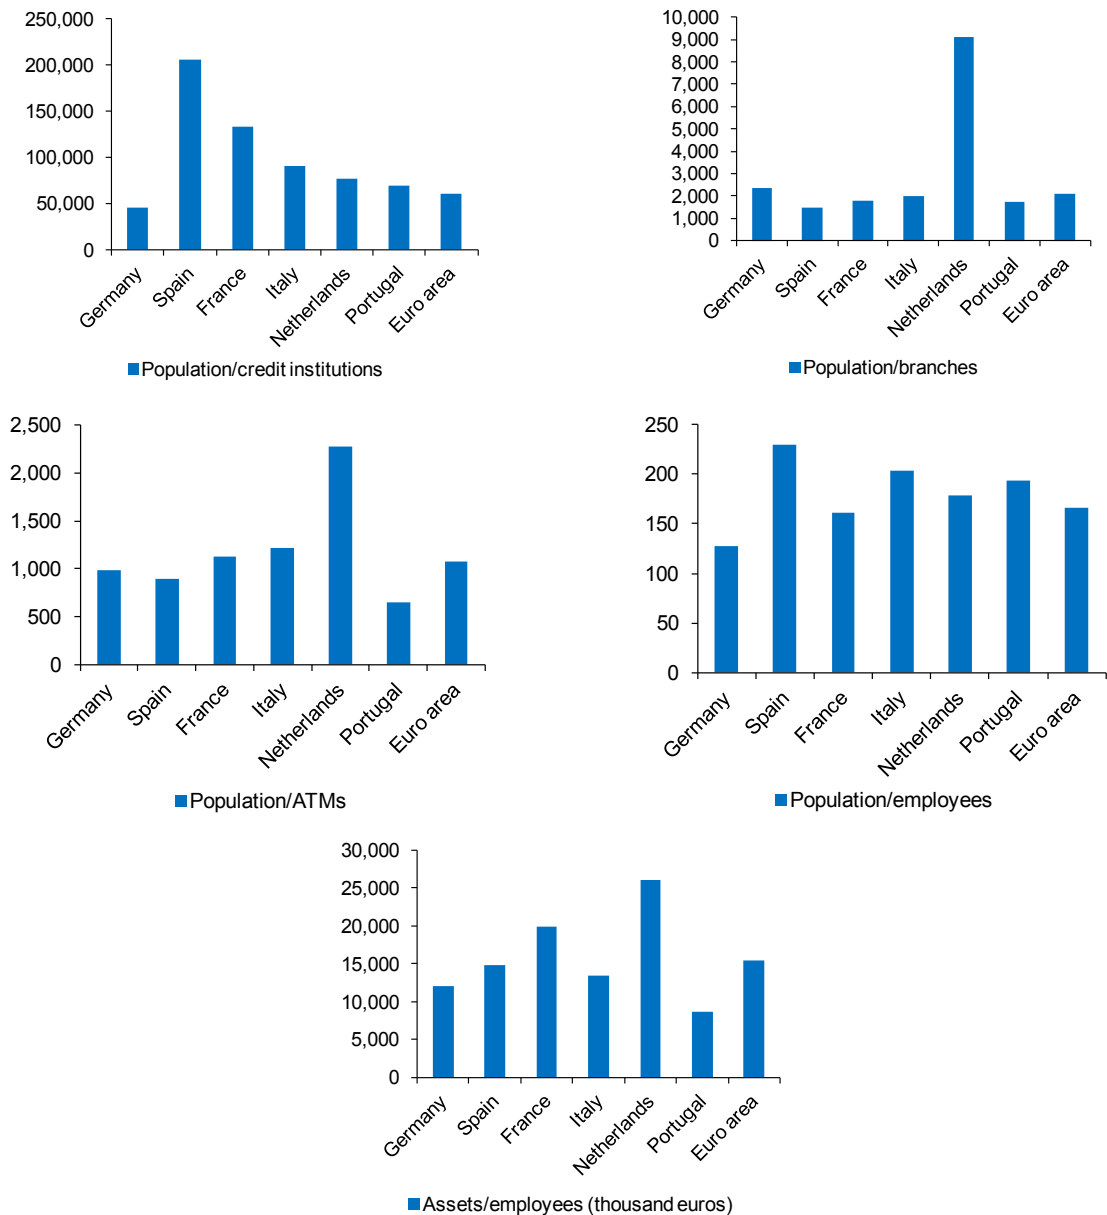 250,000
200,000
150,000
100,000
50,000
0
Germany
Spain
France
Italy
Netherlands
Portugal
Euro area
Population/credit institutions
10,000
9,000
8,000
7,000
6,000
5,000
4,000
3,000
2,000
1,000
0
Germany
Spain
France
Italy
Netherlands
Portugal
Euro area
Population/branches
2,500
2,000
1,500
1,000
500
0
Germany
Spain
France
Italy
Netherlands
Portugal
Euro area
Population/ATMs
250
200
150
100
50
0
Germany
Spain
France
Italy
Netherlands
Portugal
Euro area
Population/employees
30,000
25,000
20,000
15,000
10,000
5,000
0
Germany
Spain
France
Italy
Netherlands
Portugal
Euro area
Assets/employees (thousand euros)